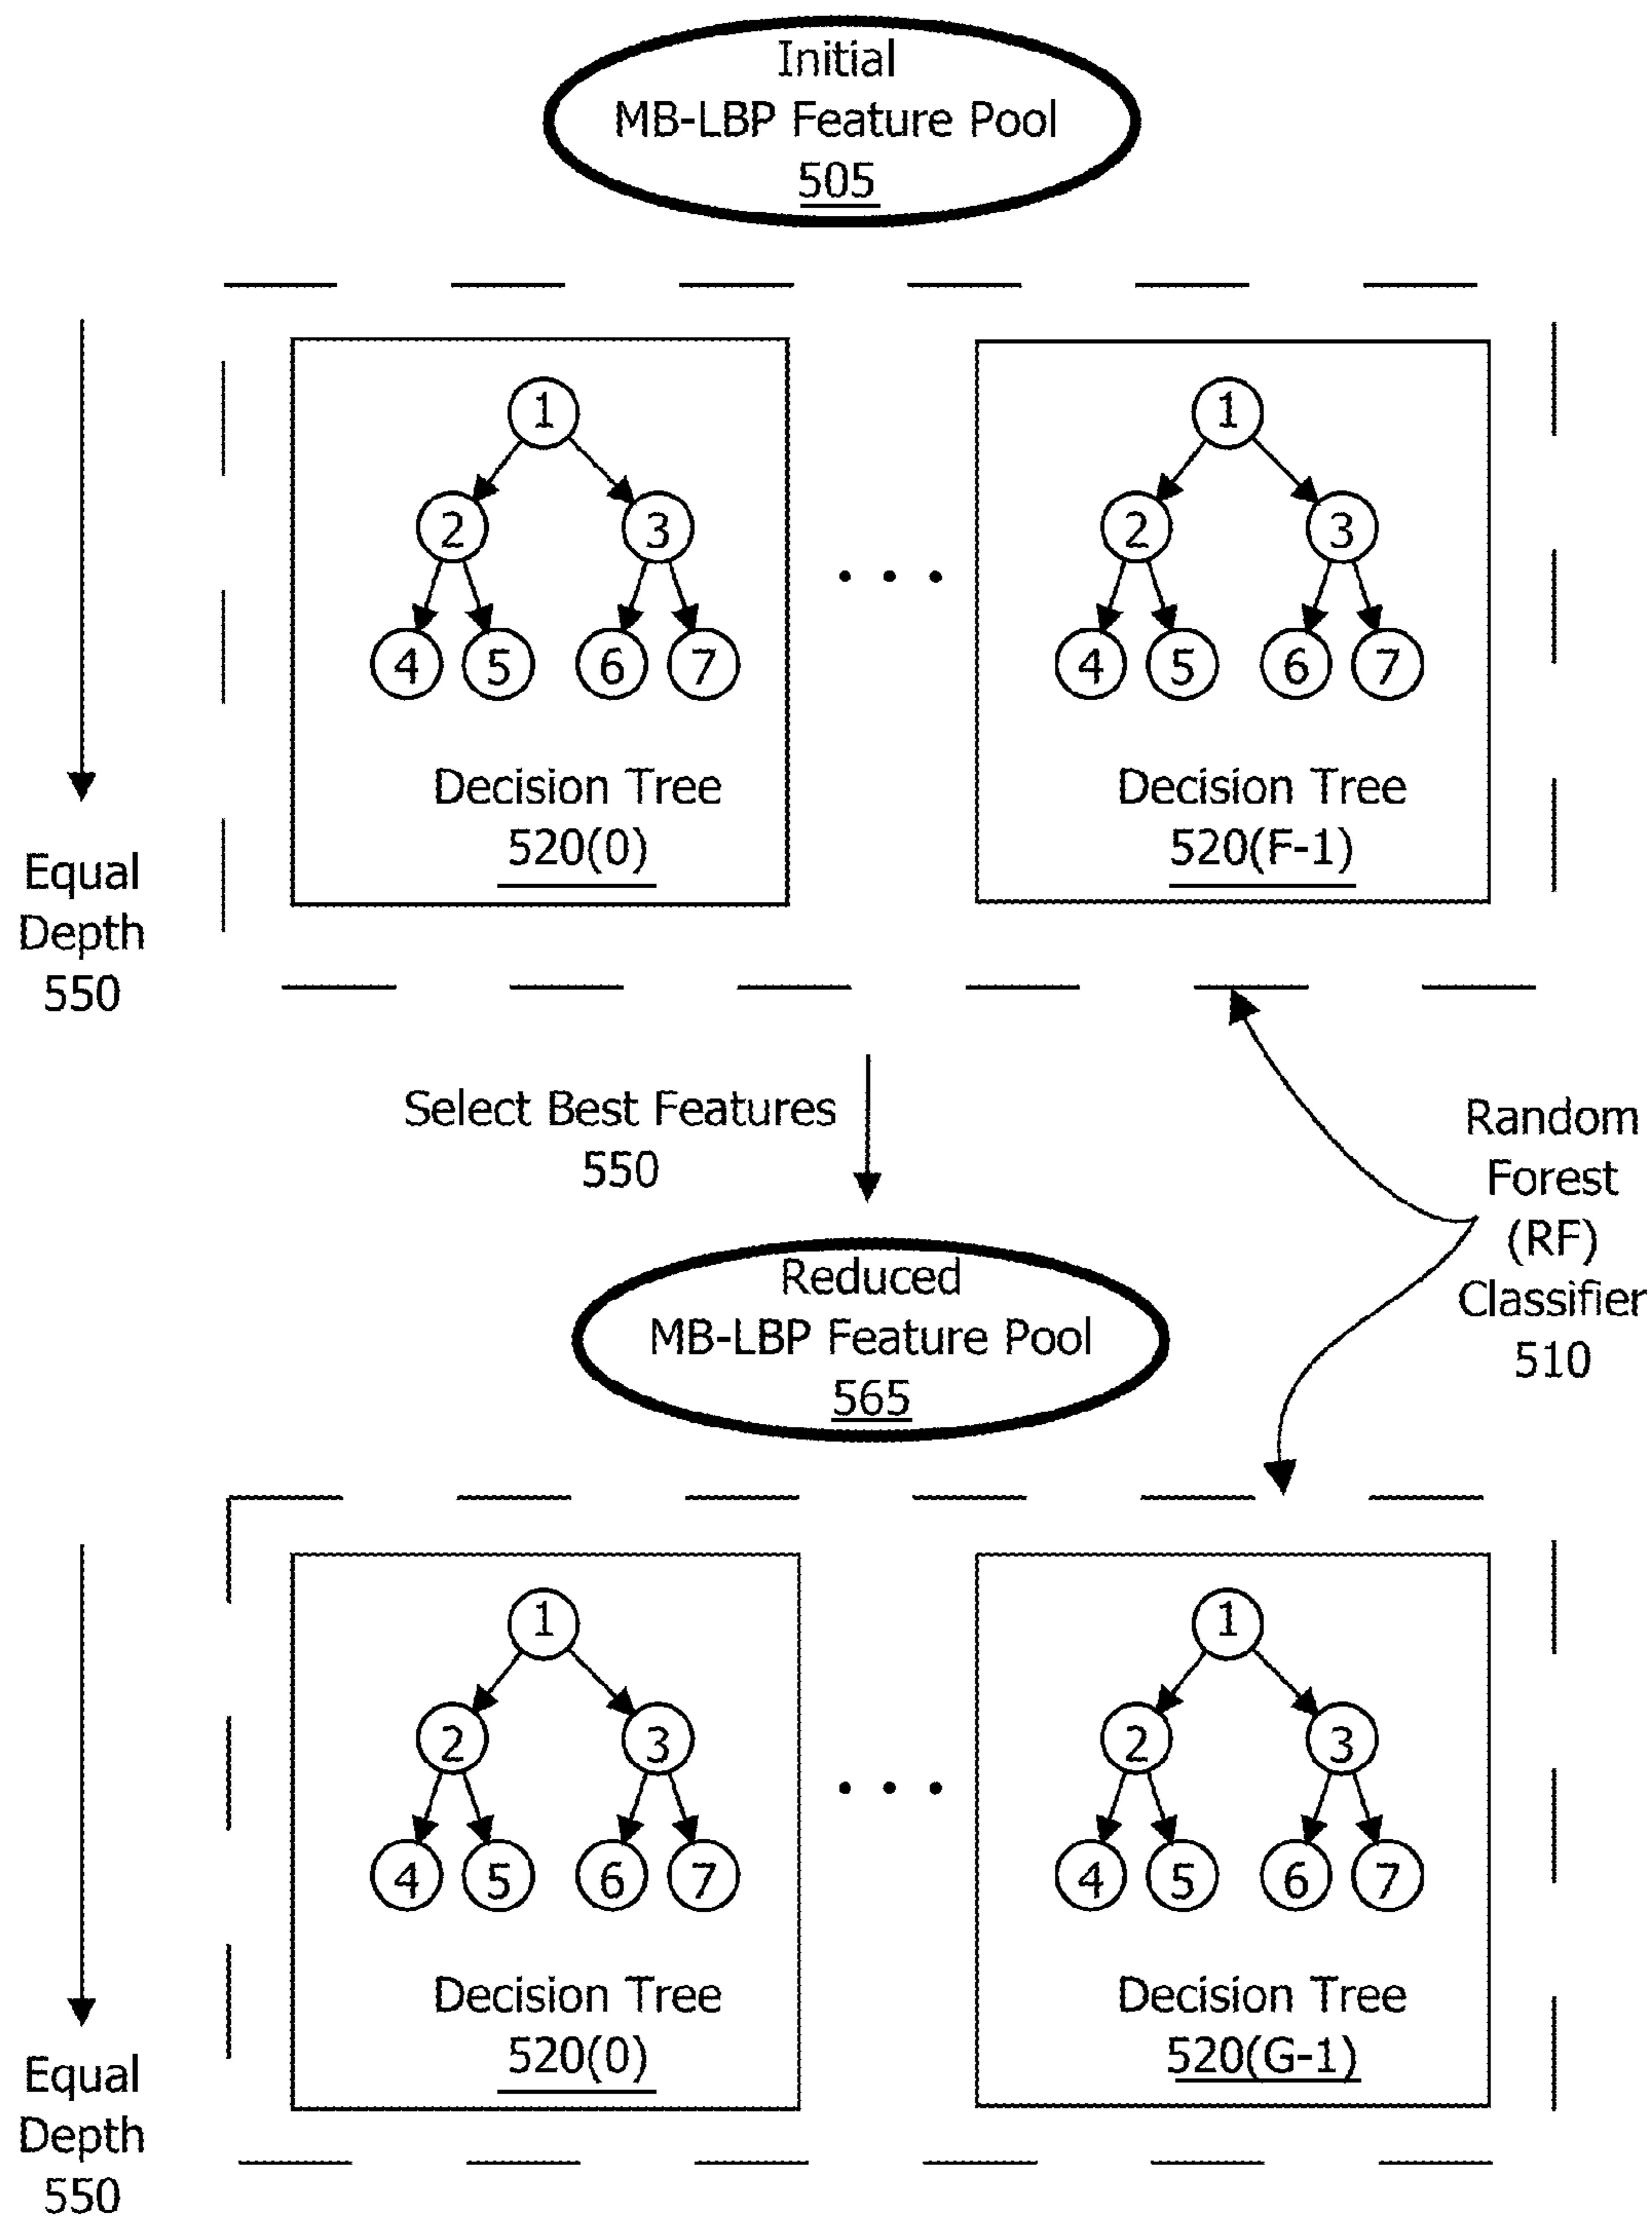 Initial
MB-LBP Feature Pool
505
1
1
2
3
2
3
4
5
6
7
4
5
6
7
Decision Tree
520(0)
Decision Tree
520(F-1)
Equal
Depth
550
Select Best Features
550
Random
Forest
(RF)
Classifier
510
Reduced
MB-LBP Feature Pool
565
1
1
2
3
2
3
4
5
6
7
4
5
6
7
Decision Tree
520(0)
Decision Tree
520(G-1)
Equal
Depth
550